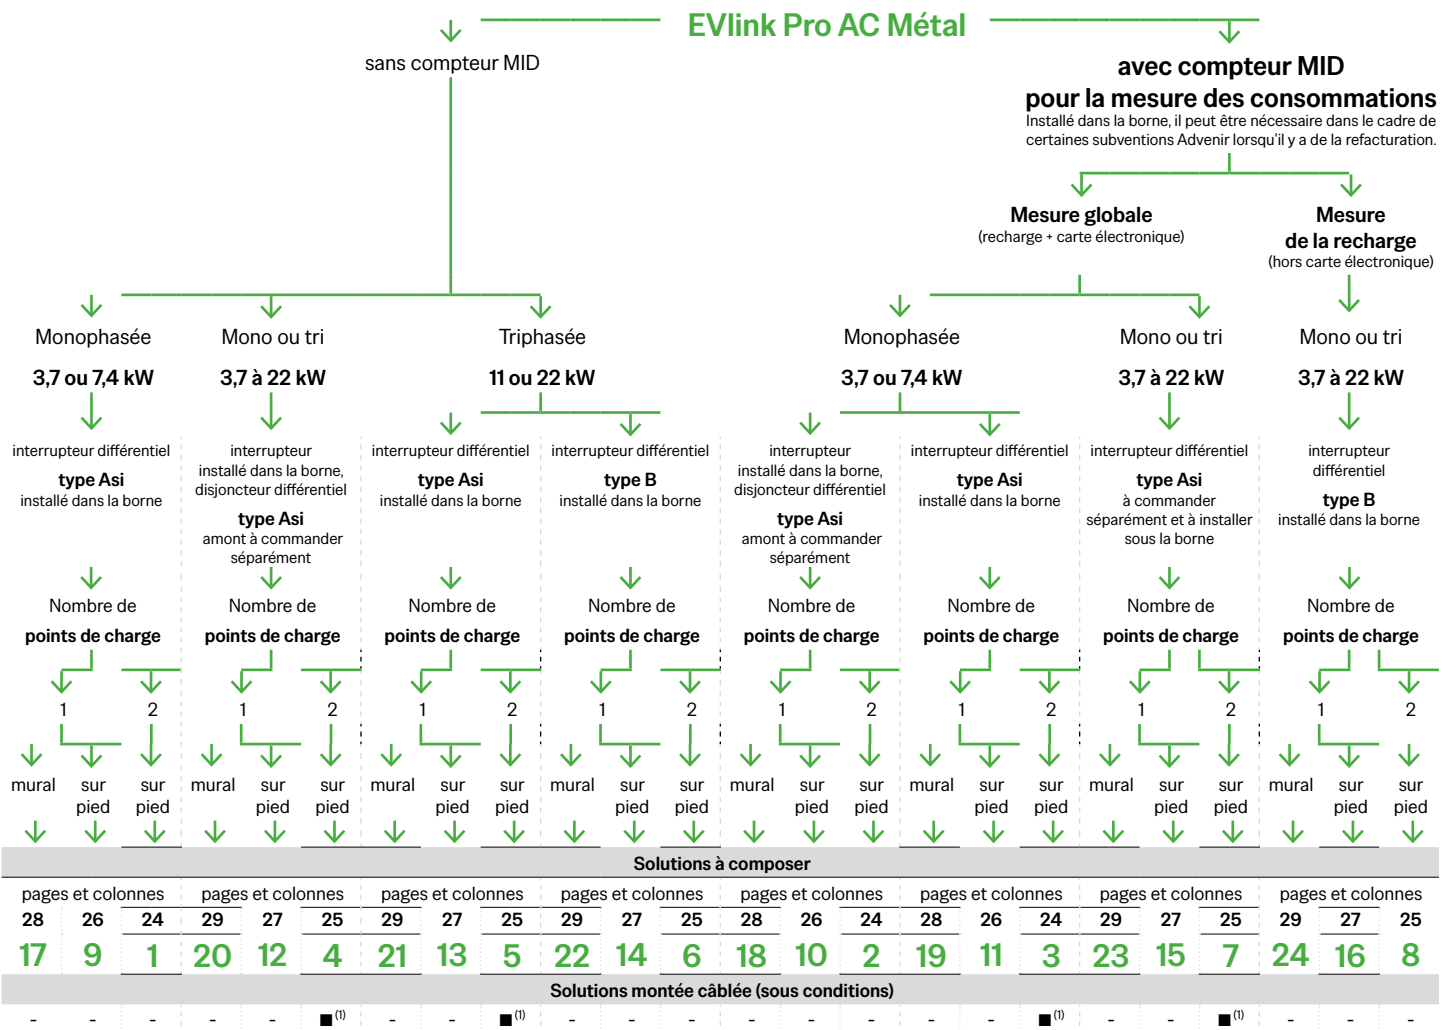 EVlink Pro AC Métal
sans compteur MID
avec compteur MID
pour la mesure des consommations
Installé dans la borne, il peut être nécessaire dans le cadre de
certaines subventions Advenir lorsqu'il y a de la refacturation.
Mesure globale
(recharge + carte électronique)
Mesure
de la recharge
(hors carte électronique)
Monophasée
3,7 ou 7,4 kW
Mono ou tri
3,7 à 22 kW
Triphasée
11 ou 22 kW
Monophasée
3,7 ou 7,4 kW
Mono ou tri
3,7 à 22 kW
Mono ou tri
3,7 à 22 kW
interrupteur différentiel
type Asi
installé dans la borne
interrupteur
installé dans la borne,
disjoncteur différentiel
type Asi
amont à commander
séparément
interrupteur différentiel
type Asi
installé dans la borne
interrupteur différentiel
type B
installé dans la borne
interrupteur
installé dans la borne,
disjoncteur différentiel
type Asi
amont à commander
séparément
interrupteur différentiel
type Asi
installé dans la borne
interrupteur différentiel
type Asi
à commander
séparément et à installer
sous la borne
interrupteur
différentiel
type B
installé dans la borne
Nombre de Nombre de Nombre de Nombre de Nombre de Nombre de Nombre de Nombre de
points de charge points de charge points de charge points de charge points de charge points de charge points de charge points de charge
1 2 1 2 1 2 1 2 1 2 1 2 1 2 1 2
mural sur sur mural sur sur mural sur sur mural sur sur mural sur sur mural sur sur mural sur sur mural sur sur
pied pied pied pied pied pied pied pied pied pied pied pied pied pied pied pied
Solutions à composer
pages et colonnes pages et colonnes pages et colonnes pages et colonnes pages et colonnes pages et colonnes pages et colonnes pages et colonnes
28 26 24 29 27 25 29 27 25 29 27 25 28 26 24 28 26 24 29 27 25 29 27 25
17 9 1 20 12 4 21 13 5 22 14 6 18 10 2 19 11 3 23 15 7 24 16 8
Solutions montée câblée (sous conditions)
- - - - - ■(1) - - ■(1) - - - - - - - - ■(1) - - ■(1) - - -